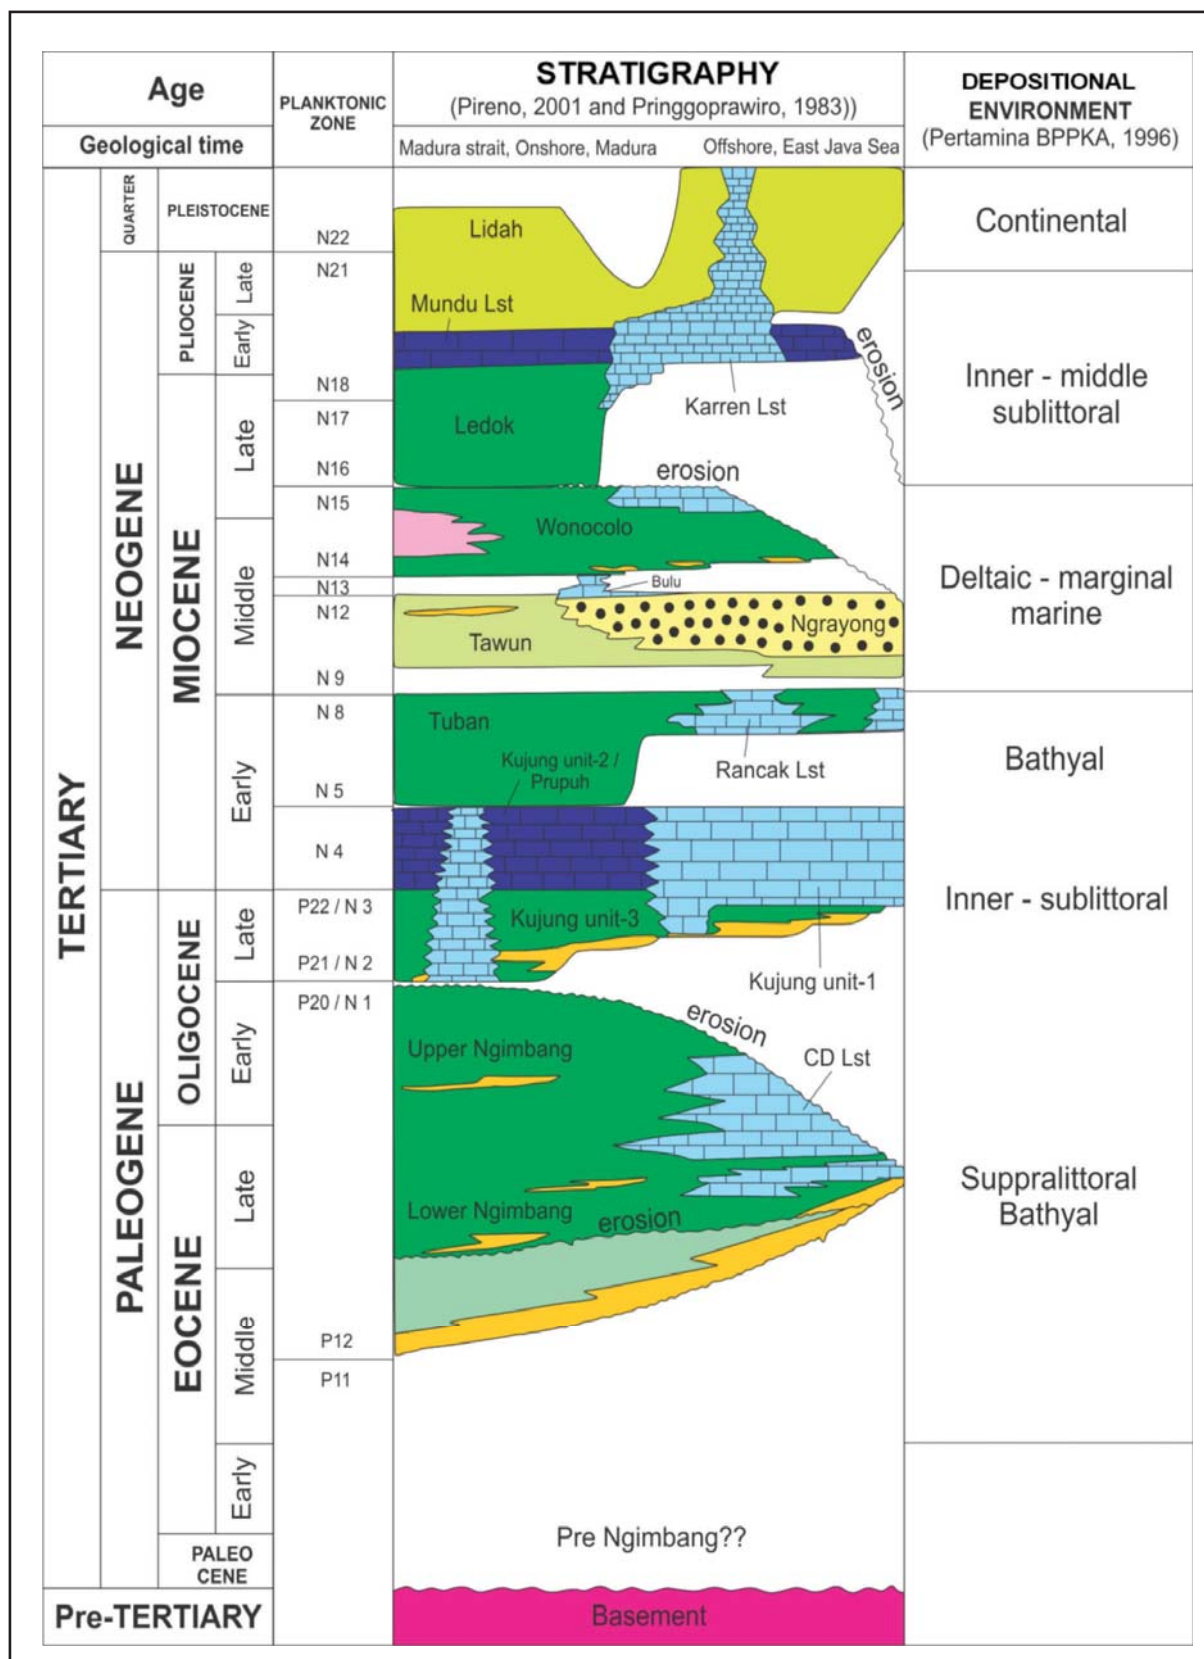 Age
Geological time
PLANKTONIC
ZONE
STRATIGRAPHY
(Pireno, 2001 and Pringgoprawiro, 1983))
Madura strait, Onshore, Madura
Offshore, East Java Sea
DEPOSITIONAL
ENVIRONMENT
(Pertamina BPPKA, 1996)
TERTIARY
QUARTER
NEOGENE
PALEOGENE
PLEISTOCENE
PLIOCENE
Late
Early
MIOCENE
Late
Middle
Early
OLIGOCENE
Late
Early
EOCENE
Late
Middle
Early
PALEO
CENE
Pre-TERTIARY
N22
N21
N18
N17
N16
N15
N14
N13
N12
N 9
N 8
N 5
N 4
P22 / N 3
P21 / N 2
P20 / N 1
P12
P11
Lidah
Mundu Lst
Karren Lst
erosion
Ledok
erosion
Wonocolo
Bulu
Ngrayong
Tawun
Tuban
Rancak Lst
Kujung unit-2 /
Prupuh
Kujung unit-3
Kujung unit-1
erosion
Upper Ngimbang
CD Lst
Lower Ngimbang
erosion
Pre Ngimbang??
Basement
Continental
Inner - middle
sublittoral
Deltaic - marginal
marine
Bathyal
Inner - sublittoral
Suppralittoral
Bathyal